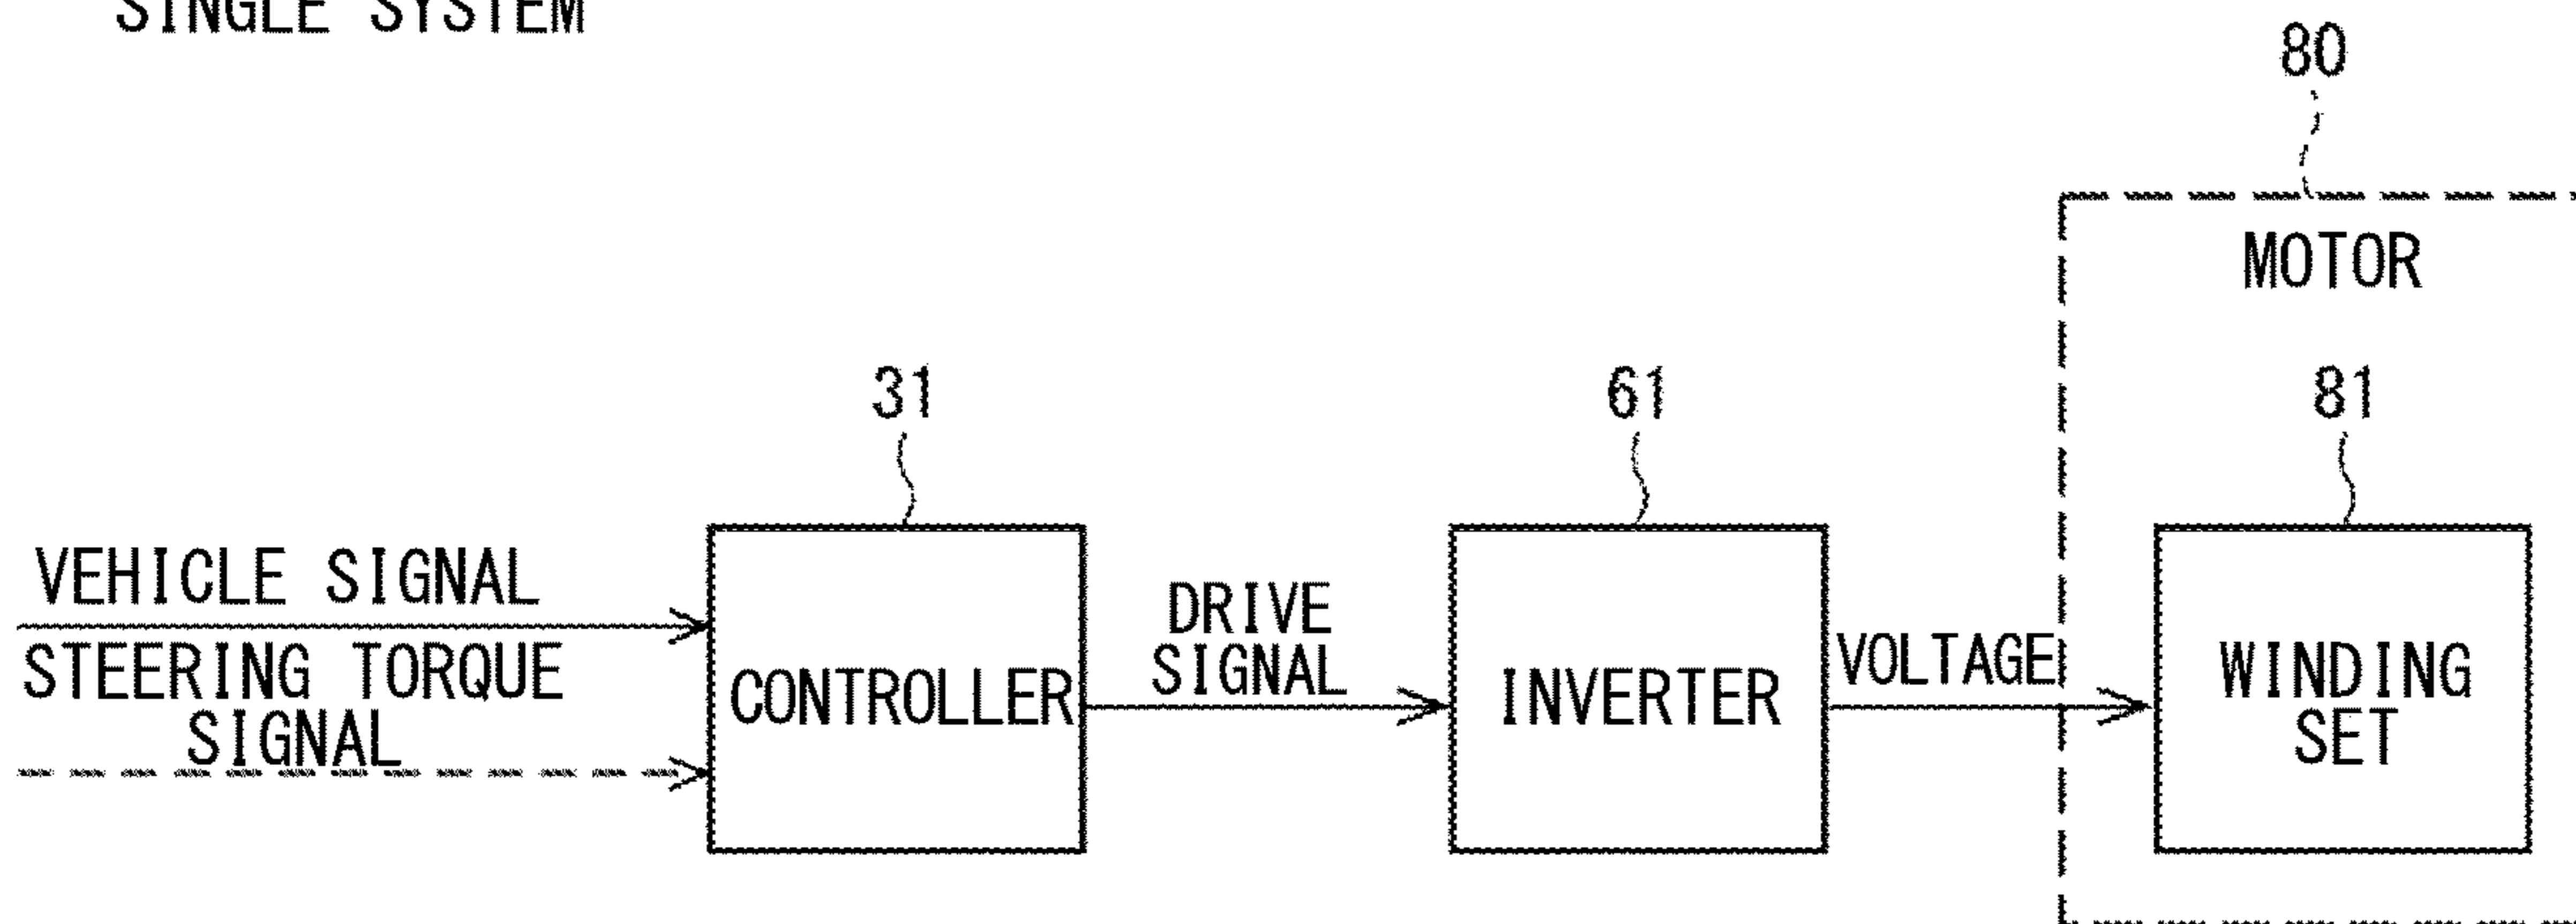 SINGLE SYSTEM
80
MOTOR
31
61
81
VEHICLE SIGNAL
STEERING TORQUE
SIGNAL
CONTROLLER
DRIVE
SIGNAL
INVERTER
VOLTAGE
WINDING
SET